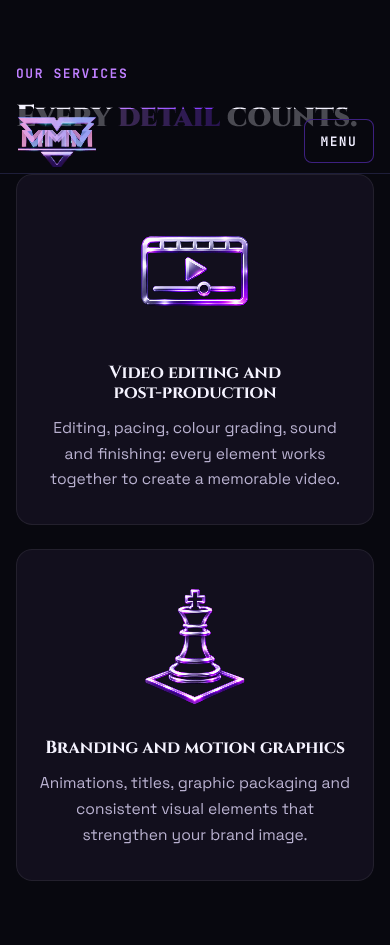 OUR SERVICES
Every detail counts.
MMM
MENU
Video editing and
post-production
Editing, pacing, colour grading, sound
and finishing: every element works
together to create a memorable video.
Branding and motion graphics
Animations, titles, graphic packaging and
consistent visual elements that
strengthen your brand image.